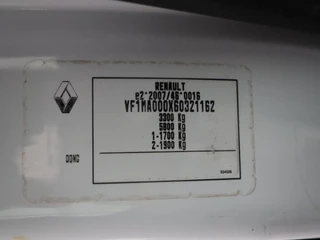 RENAULT
e2*2007/46*0016
VF1MA000X60321162
3300 Kg
5800 Kg
1-1700 Kg
2-1900 Kg